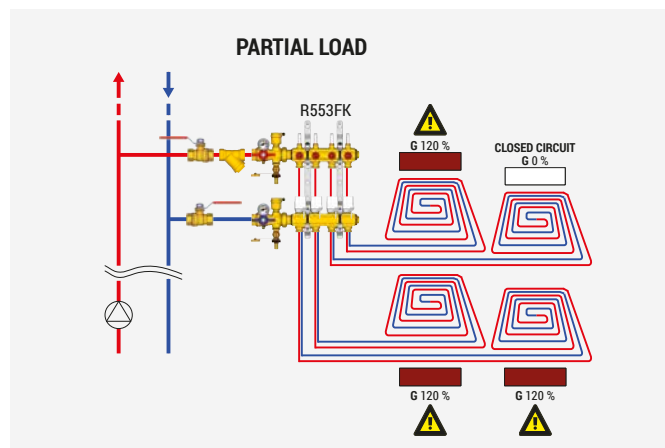 PARTIAL LOAD
R553FK
G 120 %
CLOSED CIRCUIT
G 0 %
G 120 %
G 120 %